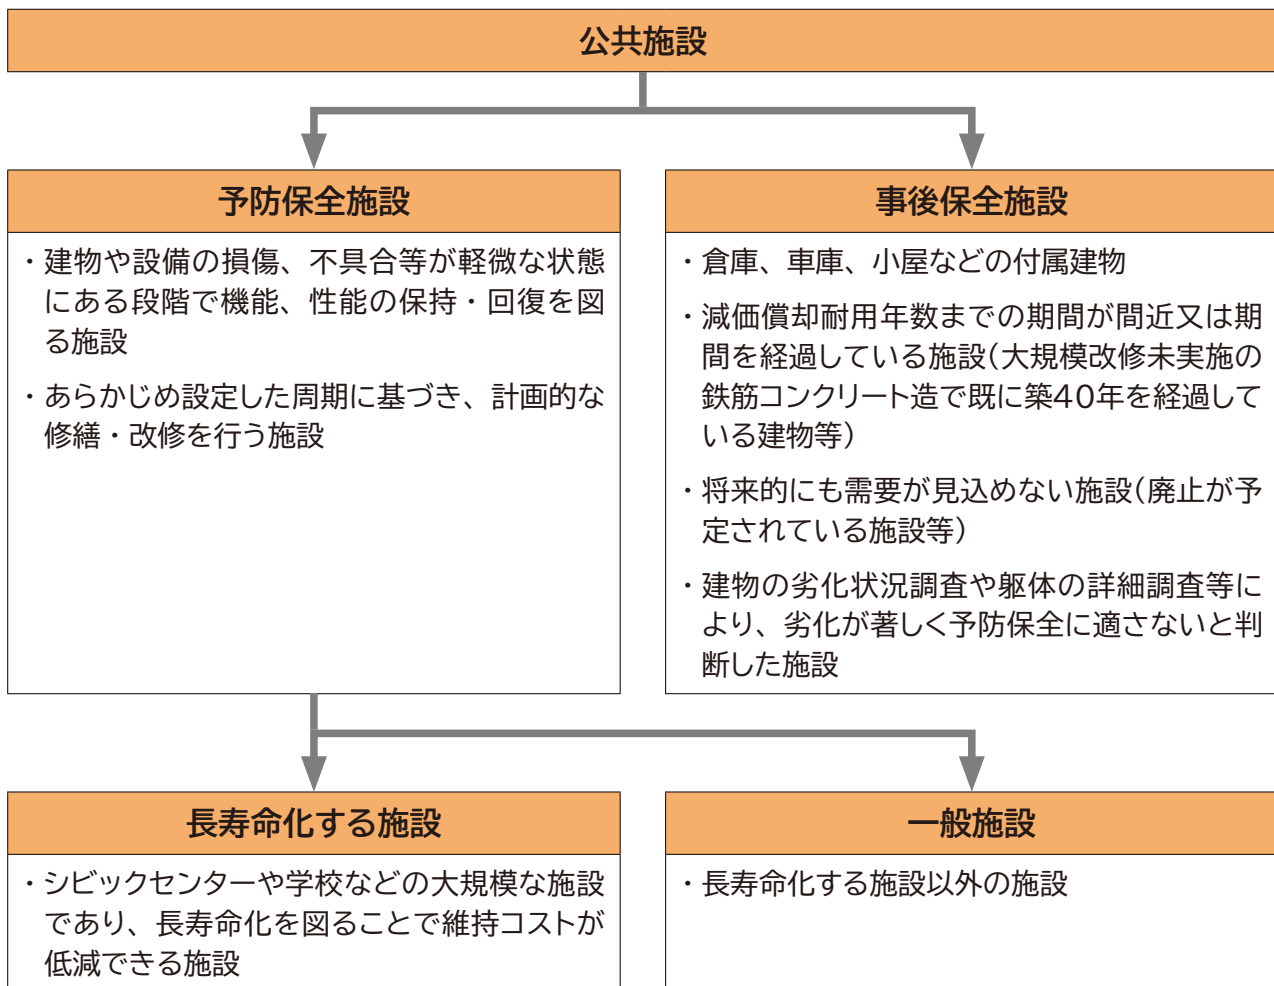 公共施設
予防保全施設
・建物や設備の損傷、不具合等が軽微な状態
にある段階で機能、性能の保持・回復を図
る施設
・あらかじめ設定した周期に基づき、計画的な
修繕・改修を行う施設
事後保全施設
・倉庫、車庫、小屋などの付属建物
・減価償却耐用年数までの期間が間近又は期
間を経過している施設(大規模改修未実施の
鉄筋コンクリート造で既に築40年を経過して
いる建物等)
・将来的にも需要が見込めない施設(廃止が予
定されている施設等)
・建物の劣化状況調査や躯体の詳細調査等に
より、劣化が著しく予防保全に適さないと判
断した施設
長寿命化する施設
・シビックセンターや学校などの大規模な施設
であり、長寿命化を図ることで維持コストが
低減できる施設
一般施設
・長寿命化する施設以外の施設